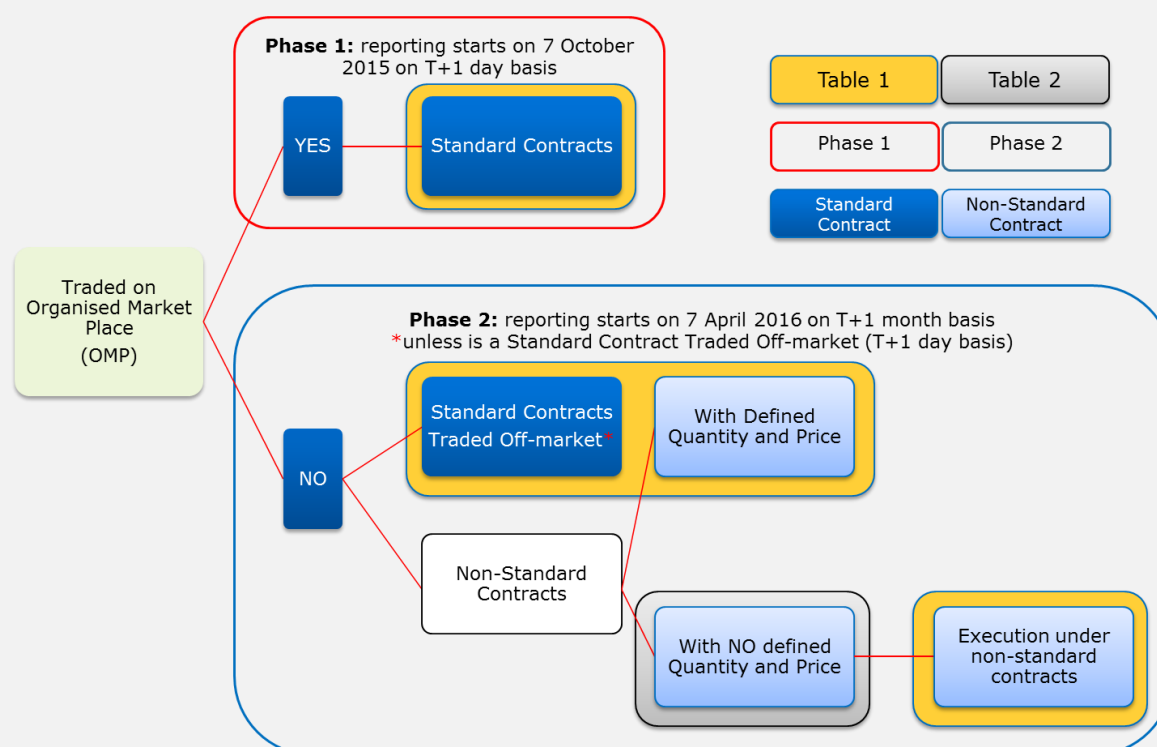 Phase 1: reporting starts on 7 October
2015 on T+1 day basis
YES
Standard Contracts
Table 1
Table 2
Phase 1
Phase 2
Standard
Contract
Non-Standard
Contract
Traded on
Organised Market
Place
(OMP)
Phase 2: reporting starts on 7 April 2016 on T+1 month basis
*unless is a Standard Contract Traded Off-market (T+1 day basis)
NO
Standard Contracts
Traded Off-market*
With Defined
Quantity and Price
Non-Standard
Contracts
With NO defined
Quantity and Price
Execution under
non-standard
contracts